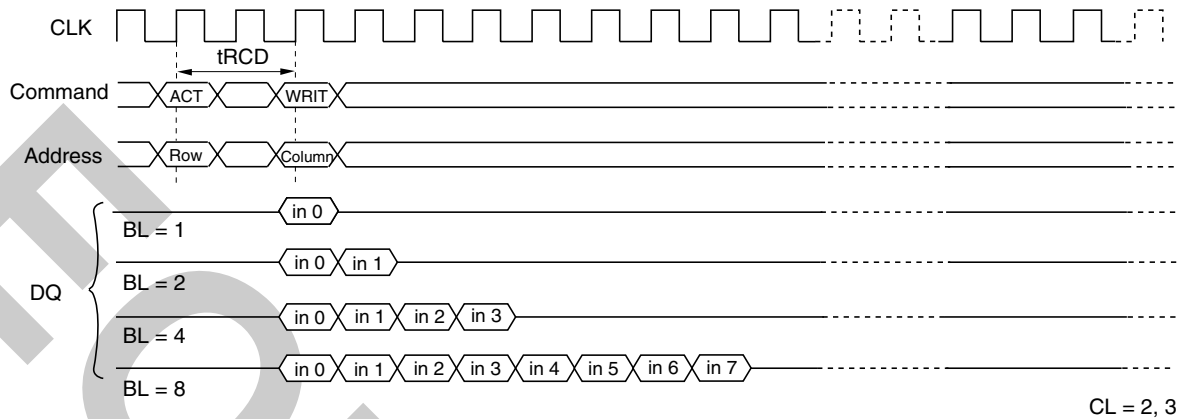 CLK
tRCD
Command ACT WRIT
Address Row Column
DQ
in 0
BL = 1
in 0 in 1
BL = 2
in 0 in 1 in 2 in 3
BL = 4
in 0 in 1 in 2 in 3 in 4 in 5 in 6 in 7
BL = 8
CL = 2, 3